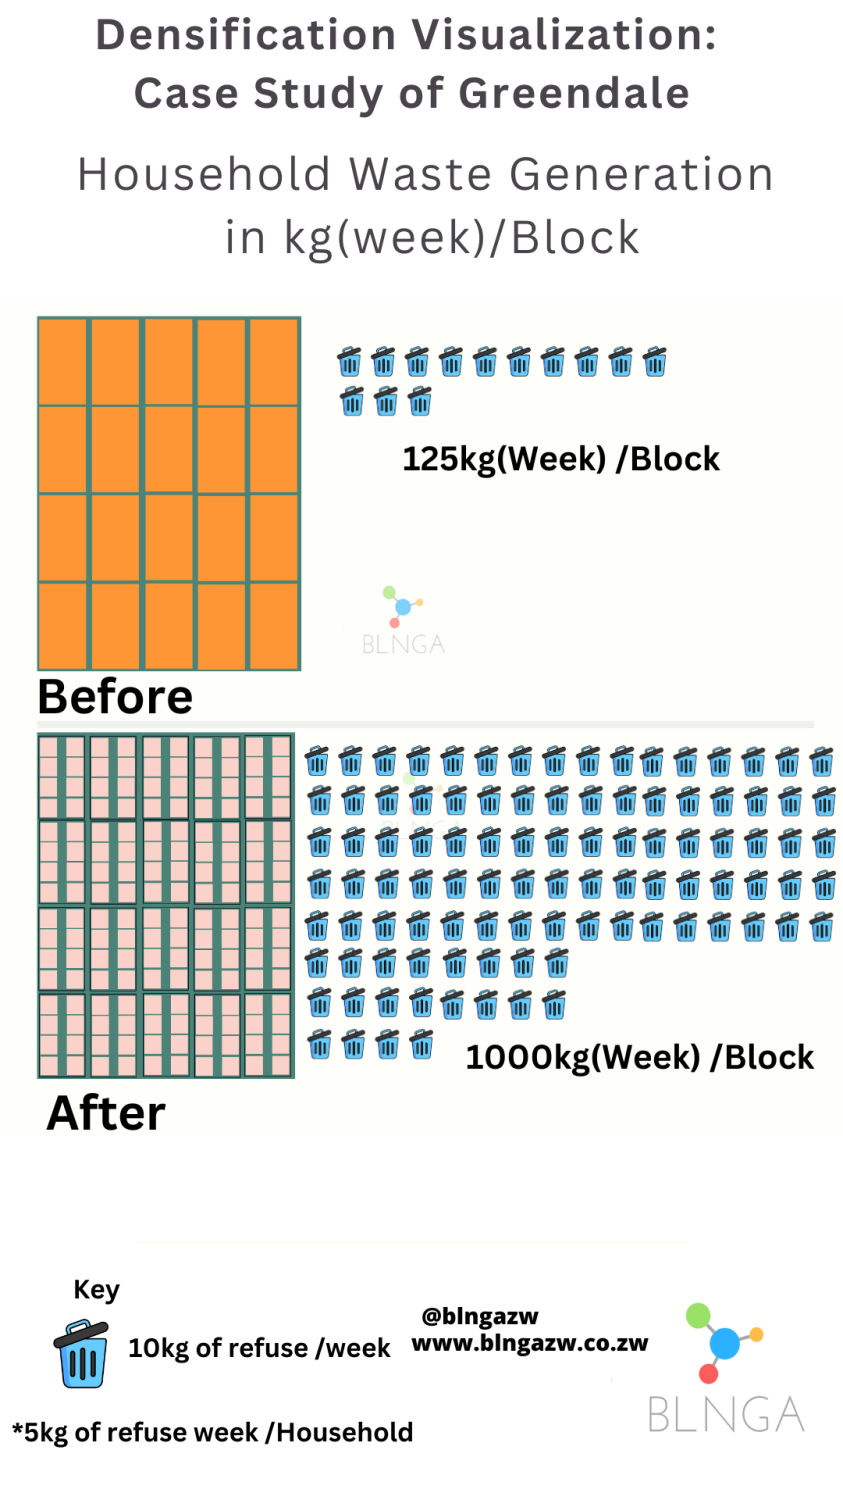 Densification Visualization:
Case Study of Greendale
Household Waste Generation
in kg(week)/Block
125kg(Week) /Block
BLNGA
Before
BLNGA
1000kg(Week) /Block
After
Key
10kg of refuse /week
@blngazw
www.blngazw.co.zw
BLNGA
*5kg of refuse week /Household